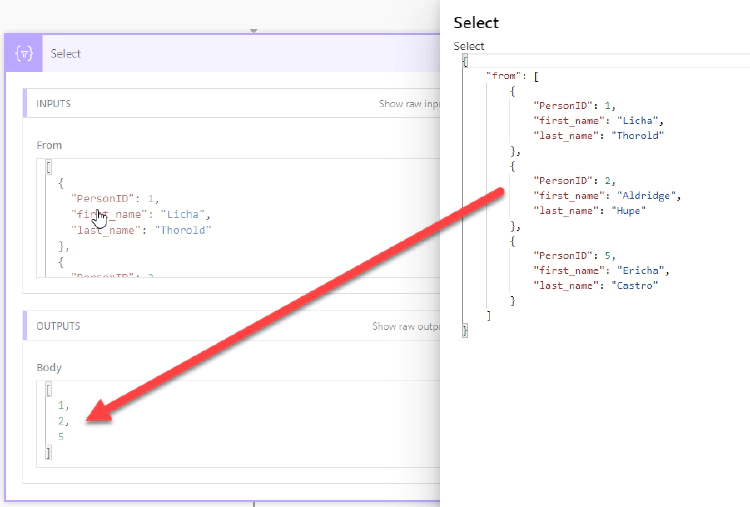 Select
INPUTS
Show raw inpu
From
[
{
"PersonID": 1,
"first_name": "Licha",
"last_name": "Thorold"
},
{
"PersonID": 2,
OUTPUTS
Show raw outpu
Body
[
1,
2,
5
]
Select
Select
{
"from": [
{
"PersonID": 1,
"first_name": "Licha",
"last_name": "Thorold"
},
{
"PersonID": 2,
"first_name": "Aldridge",
"last_name": "Hupe"
},
{
"PersonID": 5,
"first_name": "Ericha",
"last_name": "Castro"
}
]
}